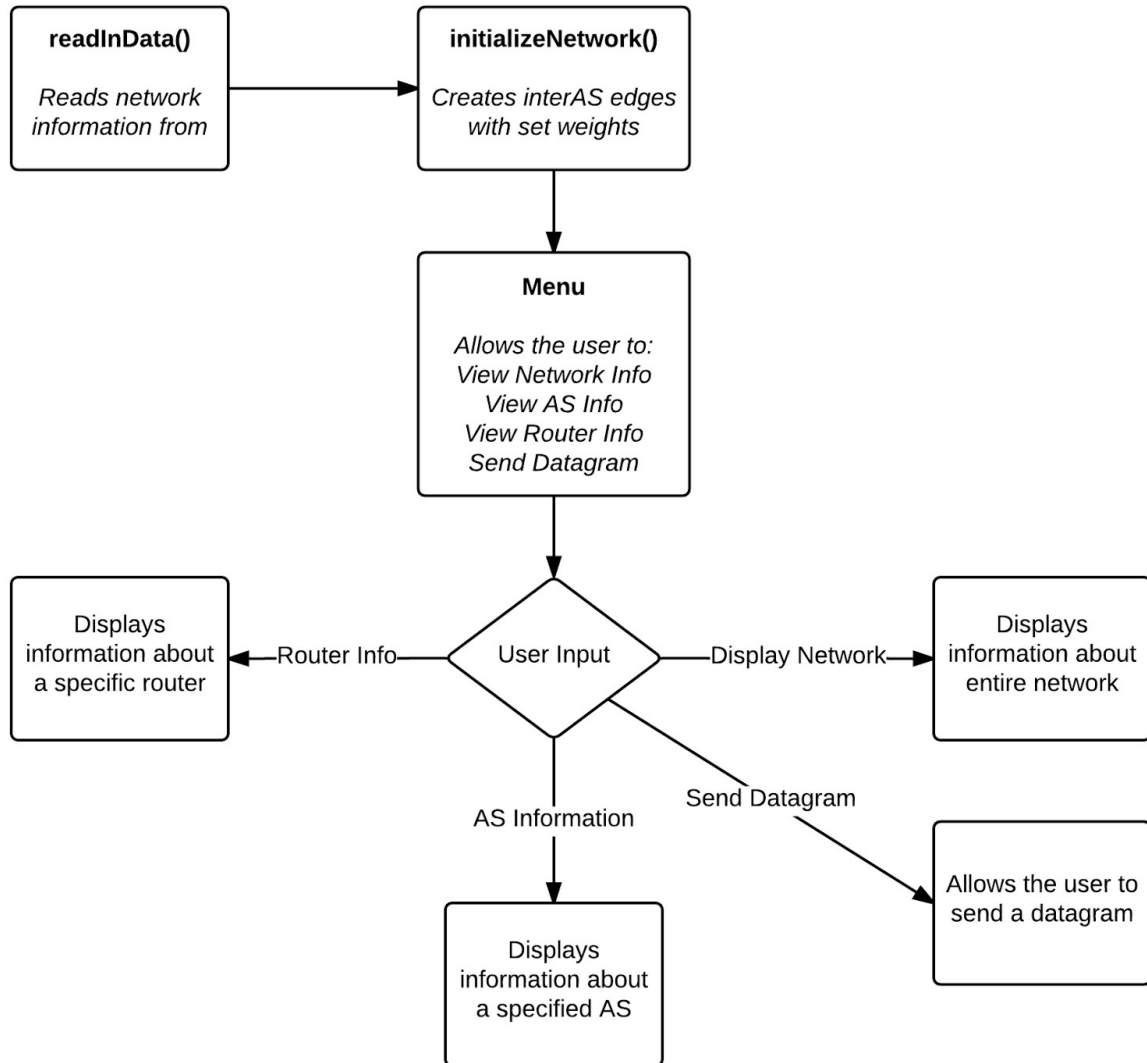 readInData()
Reads network
information from
initializeNetwork()
Creates interAS edges
with set weights
Menu
Allows the user to:
View Network Info
View AS Info
View Router Info
Send Datagram
Displays
information about
a specific router
Router Info
User Input
Display Network
Displays
information about
entire network
Send Datagram
AS Information
Allows the user to
send a datagram
Displays
information about
a specified AS